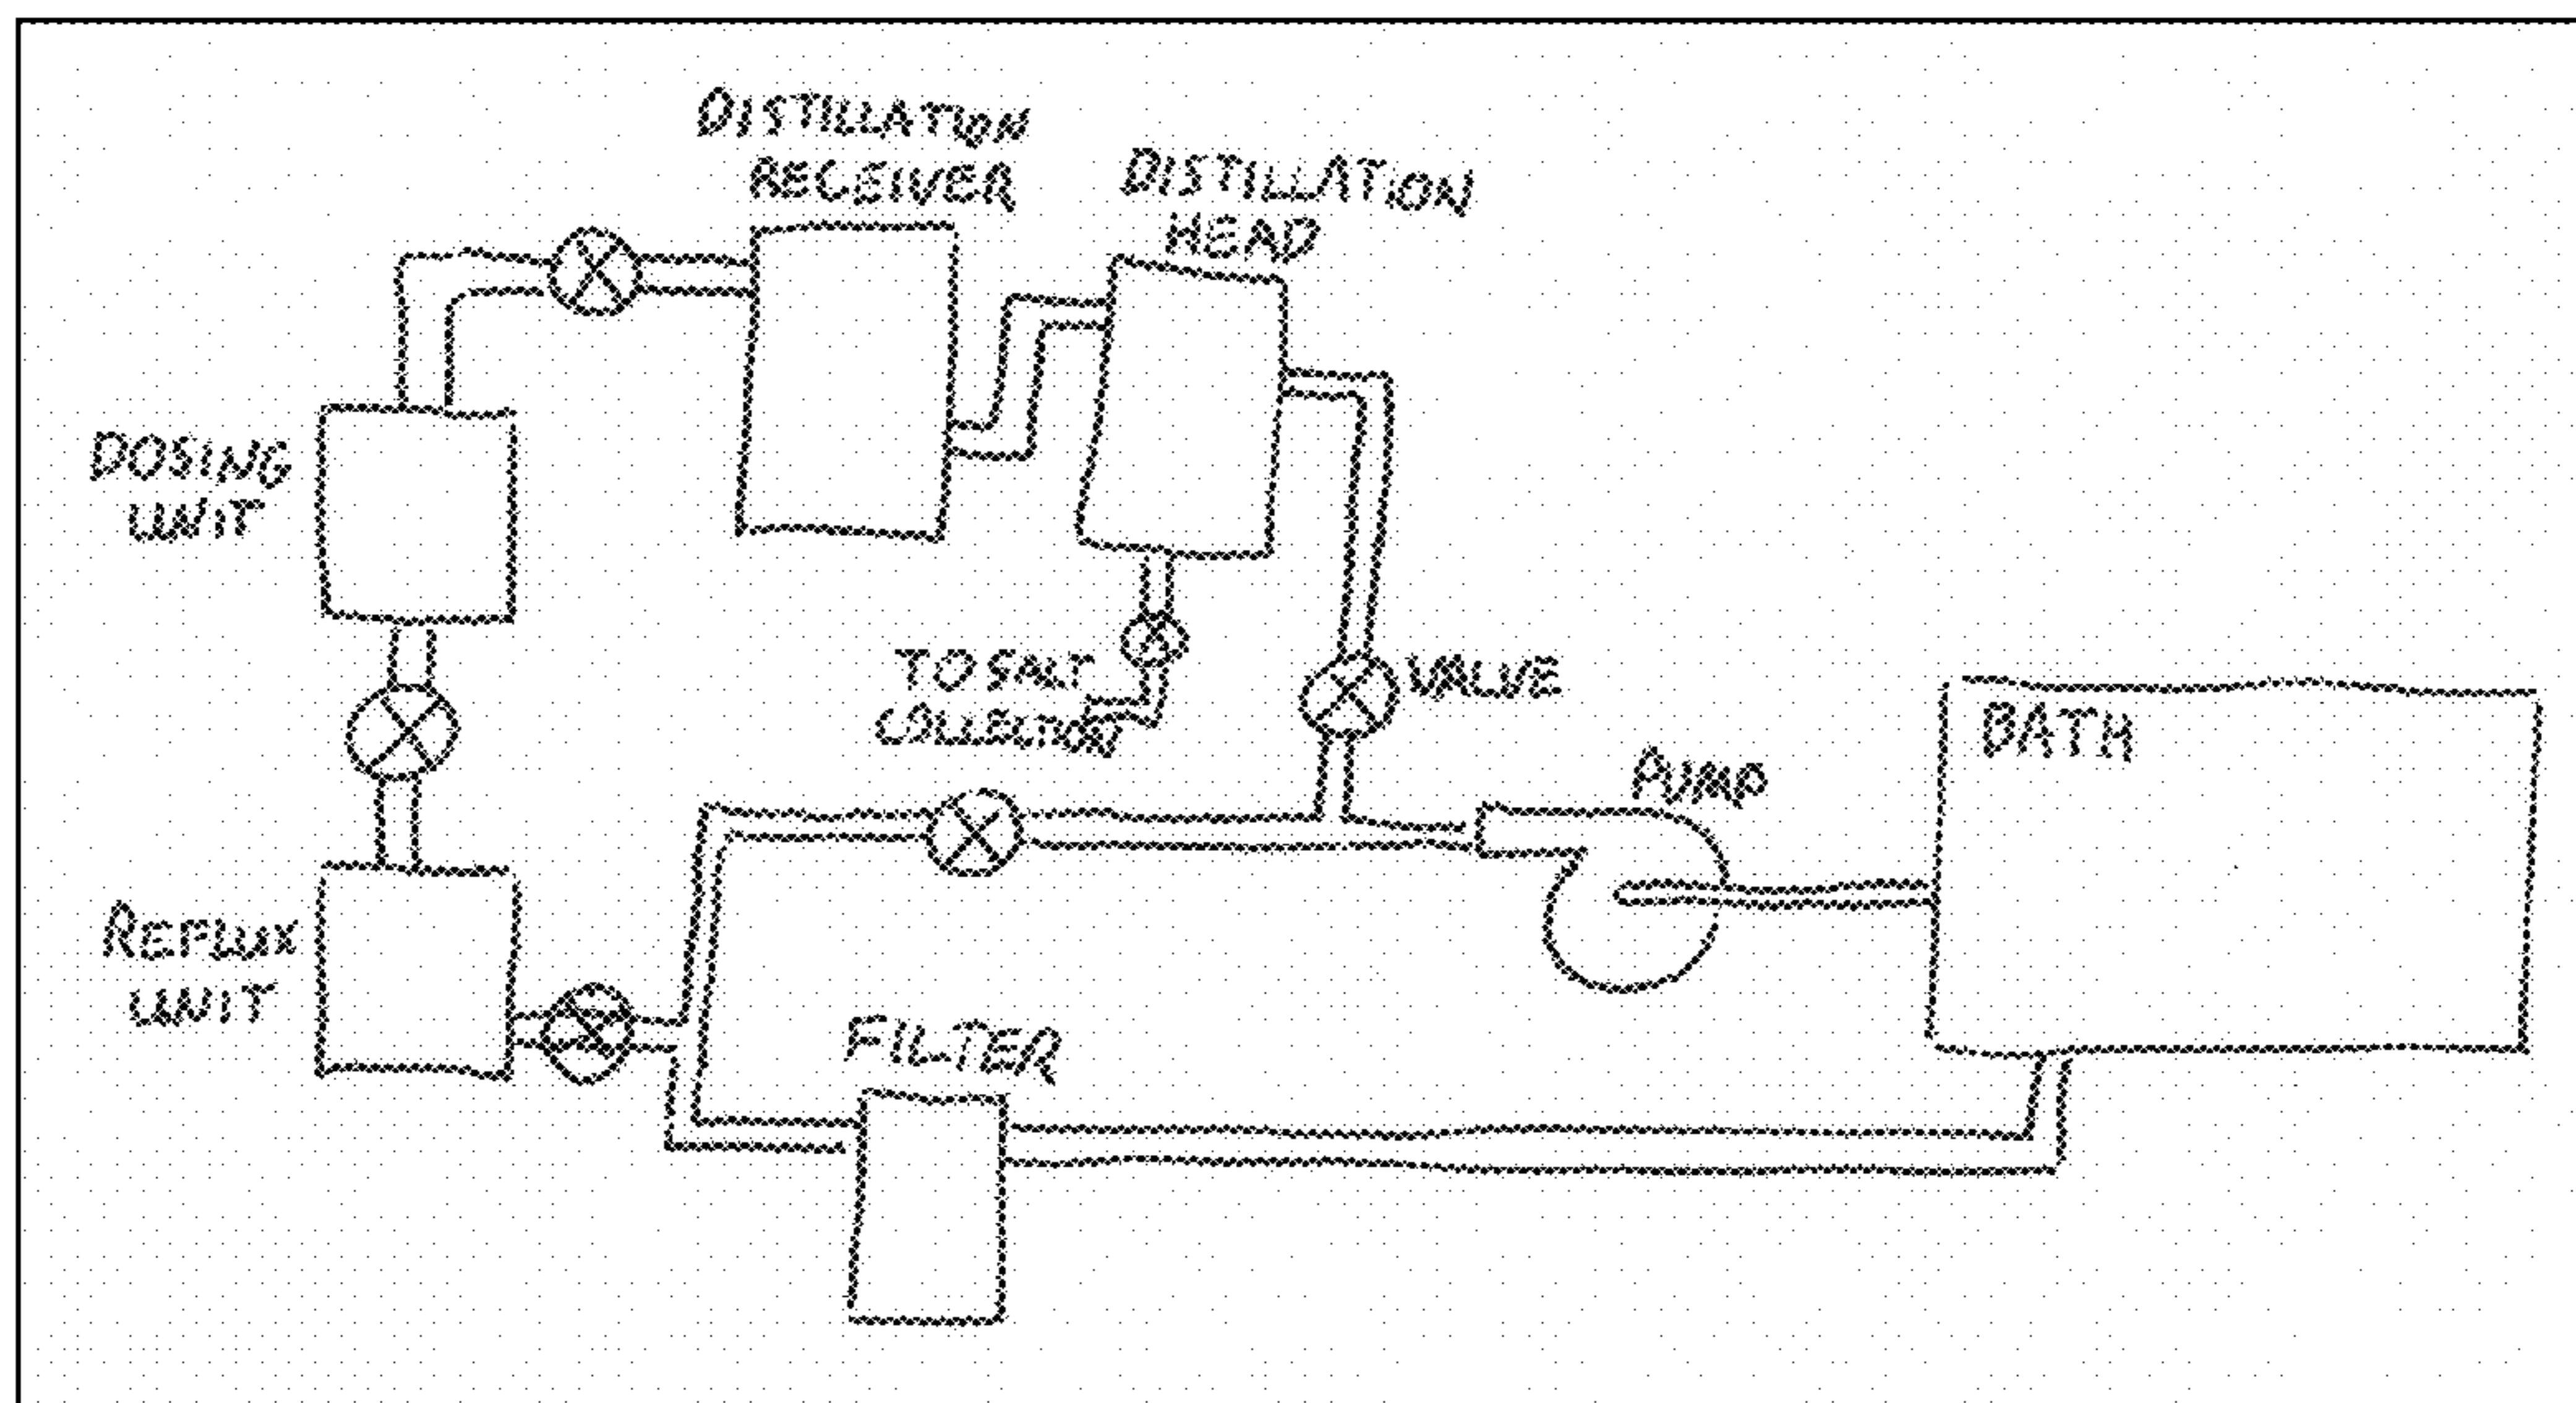 DISTILLATION
RECEIVER
DISTILLATION
HEAD
DOSING
UNIT
TO SALT
COLLECTION
VALVE
BATH
PUMP
REFLUX
UNIT
FILTER